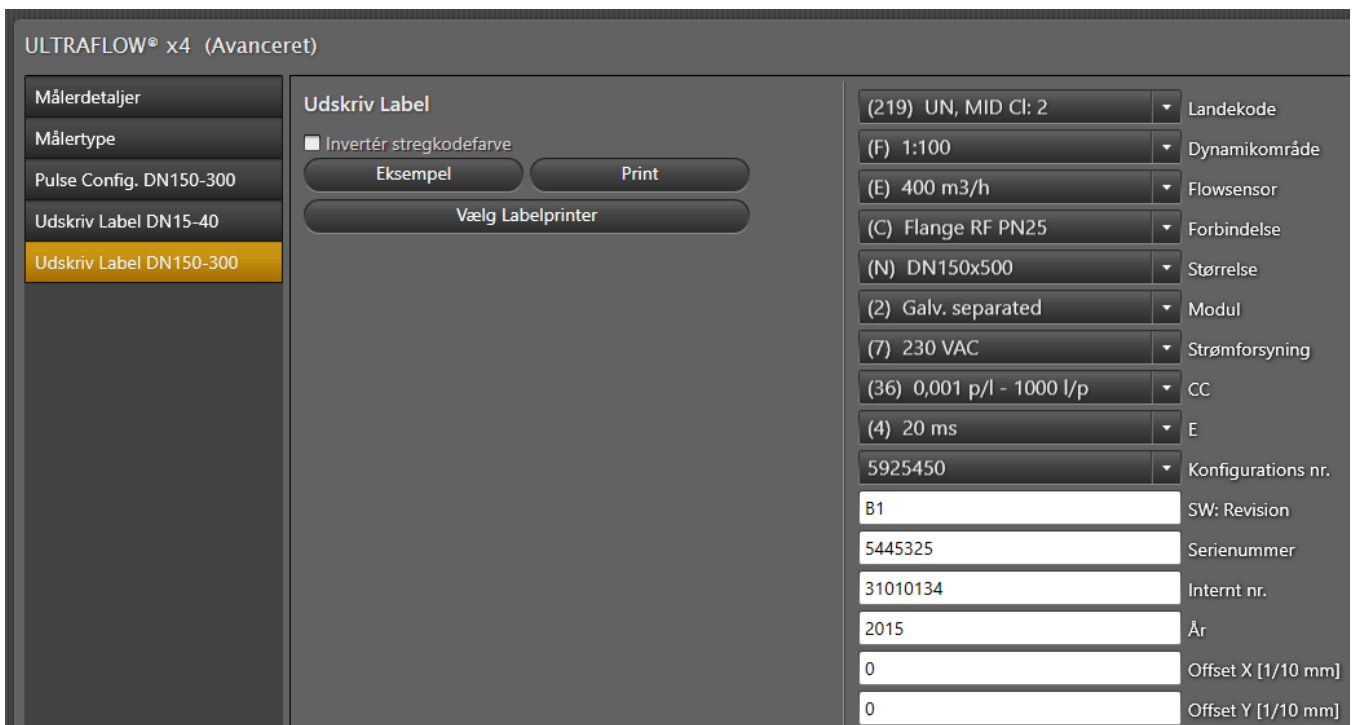 ULTRAFLOW® x4 (Avanceret)
Målerdetaljer
Målertype
Pulse Config. DN150-300
Udskriv Label DN15-40
Udskriv Label DN150-300
Udskriv Label
Invertér stregkodefarve
Eksempel Print
Vælg Labelprinter
(219) UN, MID Cl: 2 Landekode
(F) 1:100 Dynamikområde
(E) 400 m3/h Flowsensor
(C) Flange RF PN25 Forbindelse
(N) DN150x500 Størrelse
(2) Galv. separated Modul
(7) 230 VAC Strømforsyning
(36) 0,001 p/l - 1000 l/p CC
(4) 20 ms E
5925450 Konfigurations nr.
B1 SW: Revision
5445325 Serienummer
31010134 Internt nr.
2015 År
0 Offset X [1/10 mm]
0 Offset Y [1/10 mm]